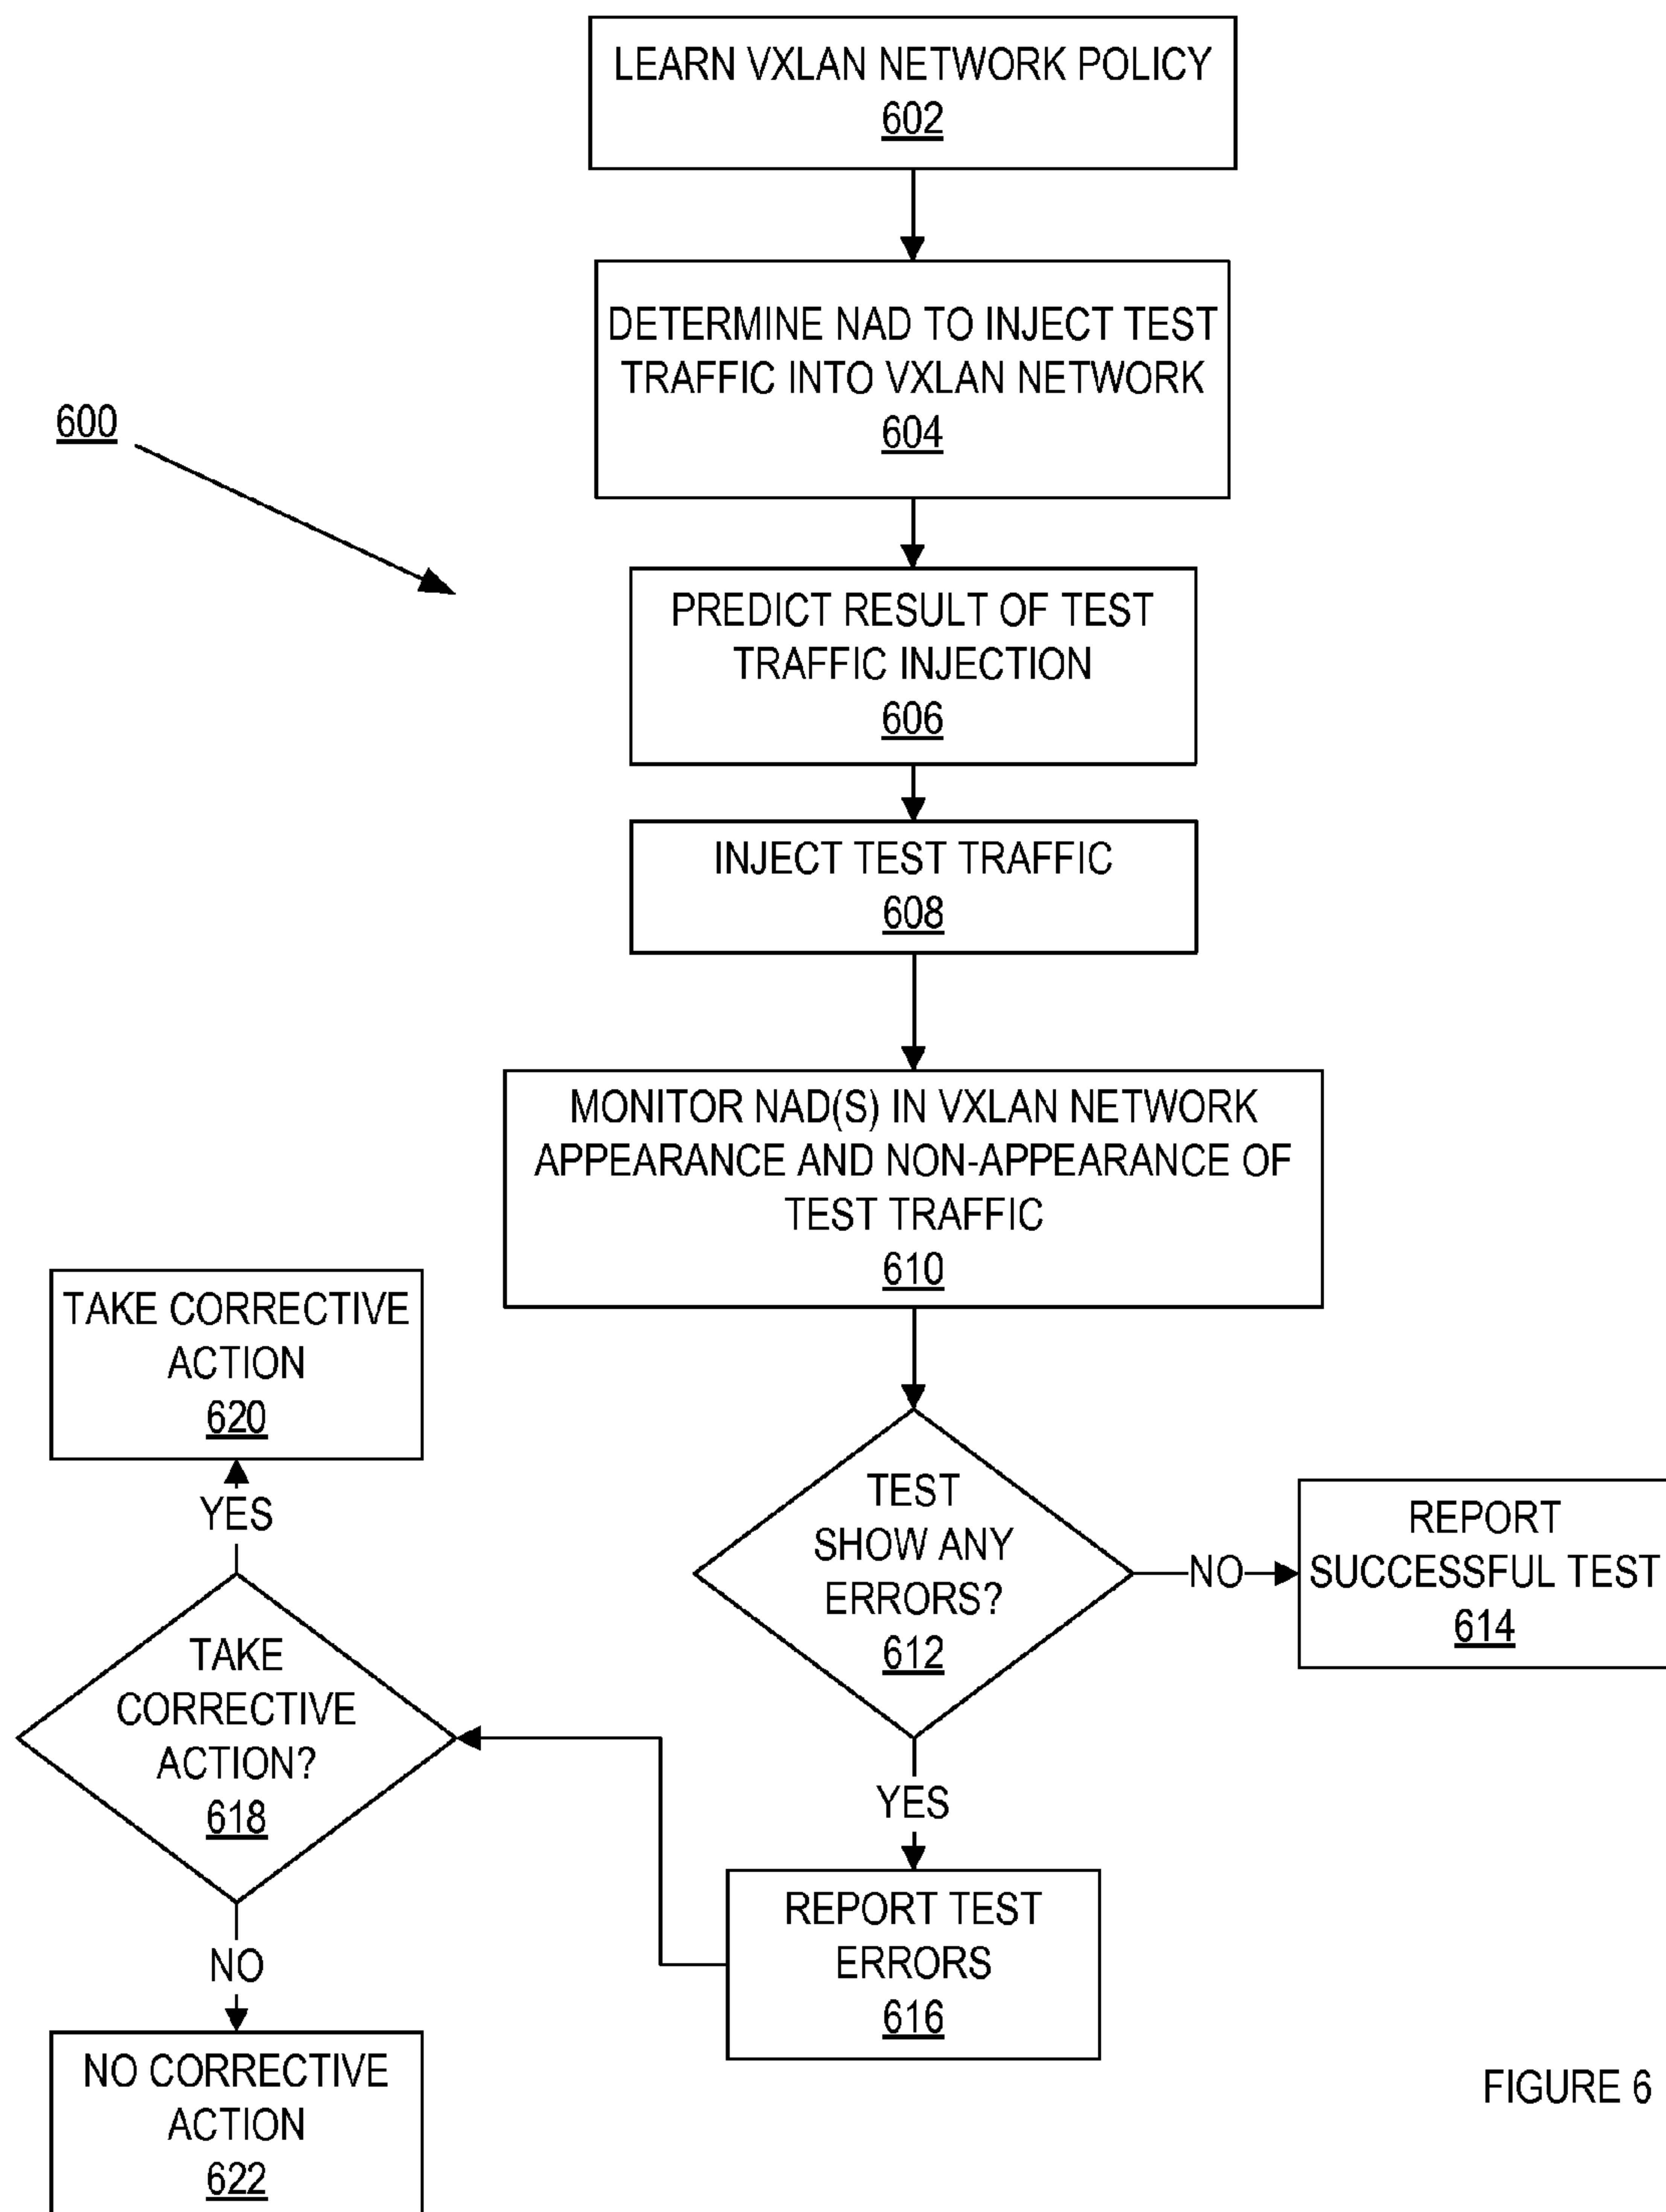 LEARN VXLAN NETWORK POLICY
602
DETERMINE NAD TO INJECT TEST
TRAFFIC INTO VXLAN NETWORK
604
600
PREDICT RESULT OF TEST
TRAFFIC INJECTION
606
INJECT TEST TRAFFIC
608
MONITOR NAD(S) IN VXLAN NETWORK
APPEARANCE AND NON-APPEARANCE OF
TEST TRAFFIC
610
TEST
SHOW ANY
ERRORS?
612
NO
REPORT
SUCCESSFUL TEST
614
YES
REPORT TEST
ERRORS
616
TAKE
CORRECTIVE
ACTION?
618
YES
TAKE CORRECTIVE
ACTION
620
NO
NO CORRECTIVE
ACTION
622
FIGURE 6